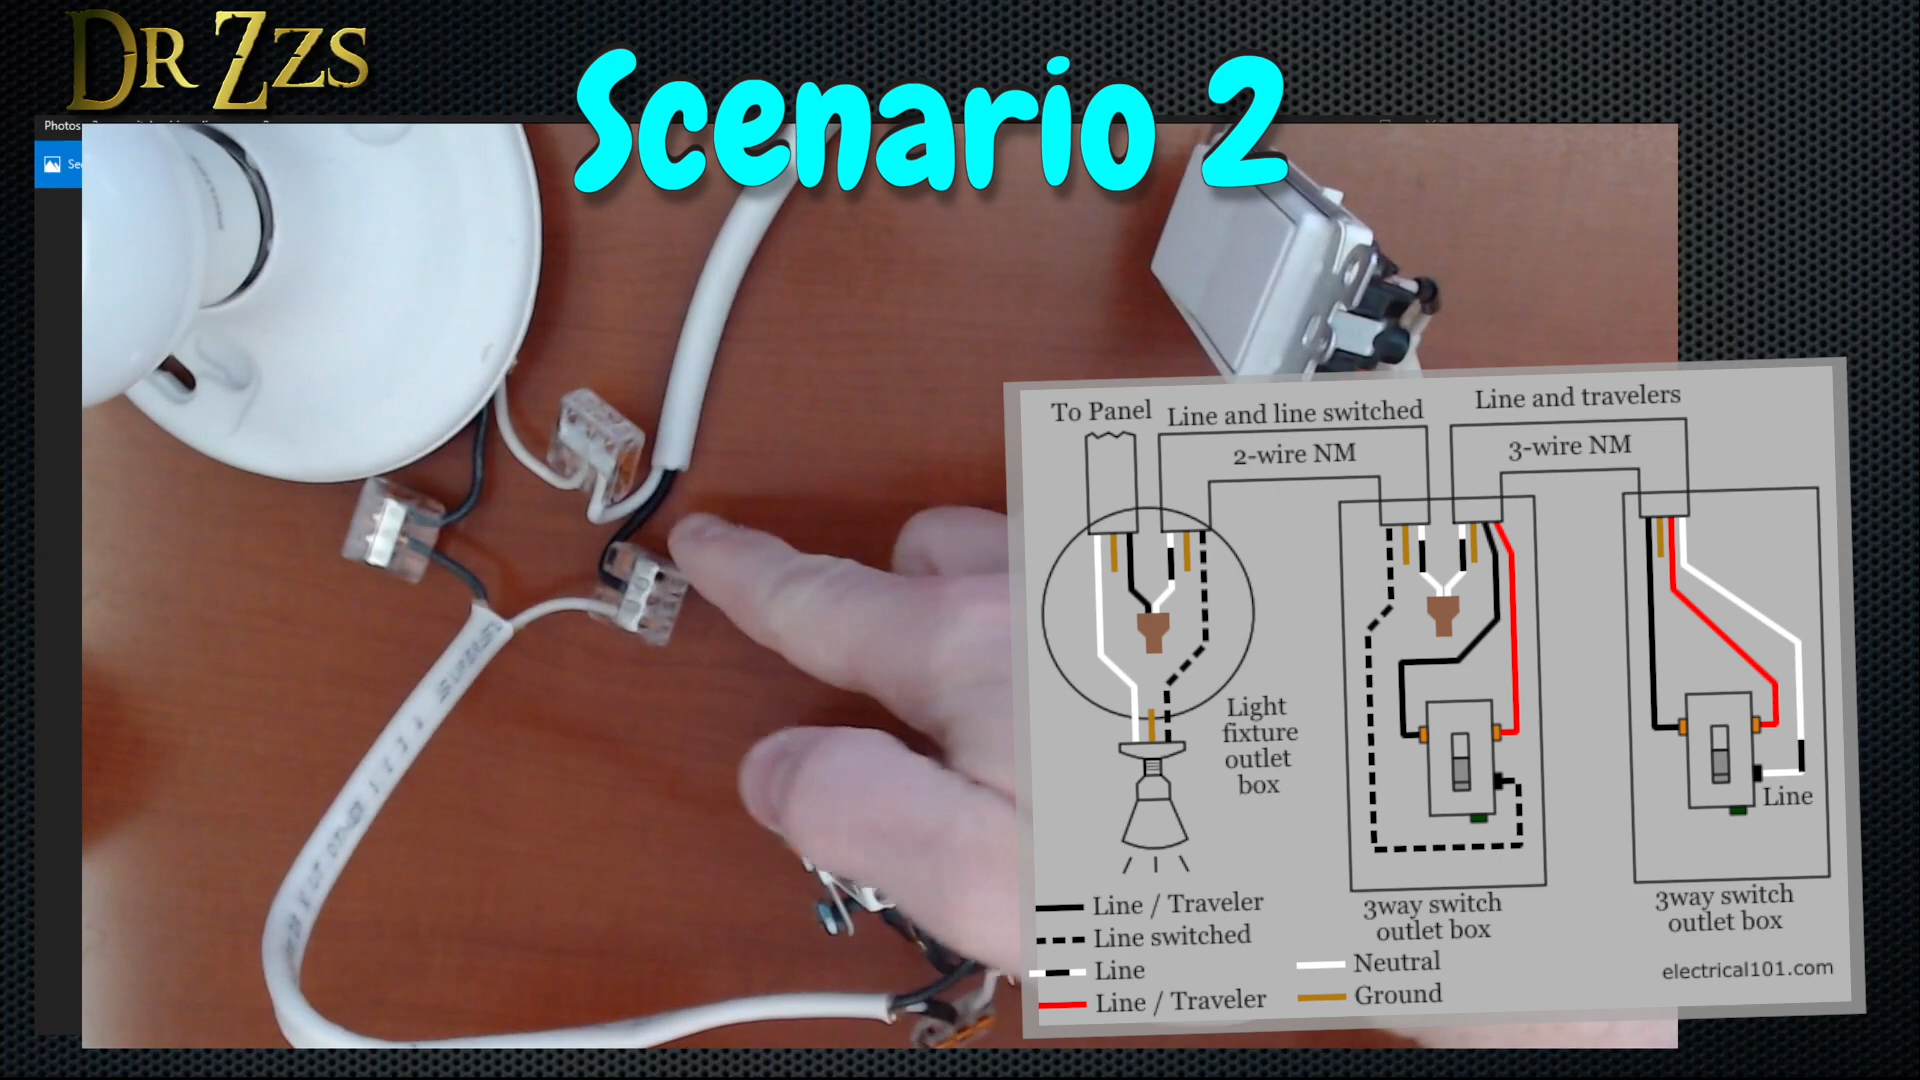 DR ZZS
Scenario 2
Photos
To Panel
Line and line switched
Line and travelers
2-wire NM
3-wire NM
Light
fixture
outlet
box
Line
Line / Traveler
Line switched
Line
Line / Traveler
Neutral
Ground
3way switch
outlet box
3way switch
outlet box
electrical101.com